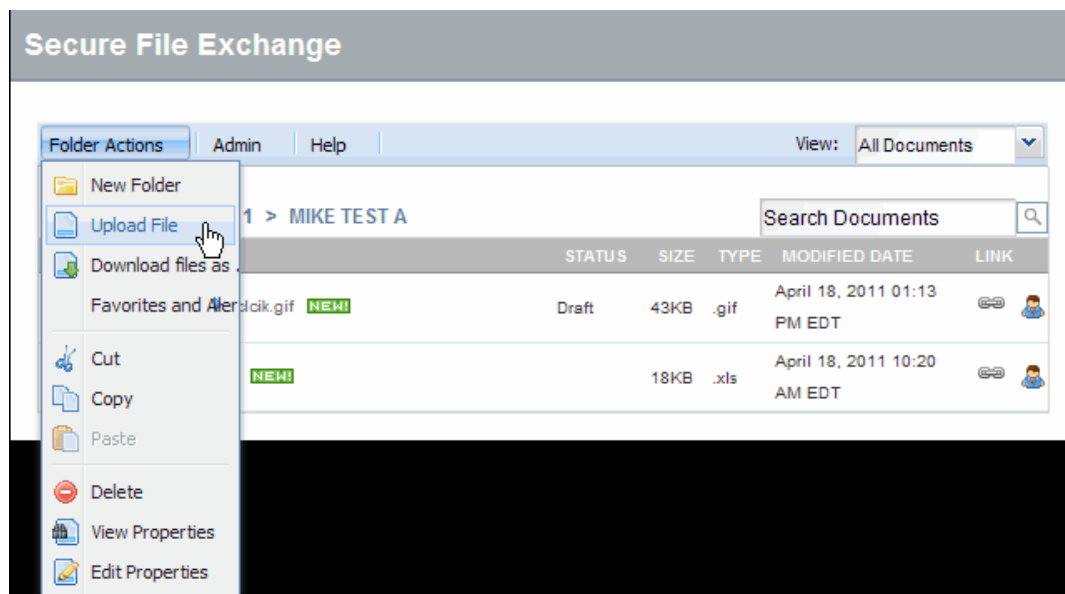 Secure File Exchange
Folder Actions Admin Help View: All Documents
New Folder
Upload File 1 > MIKE TEST A Search Documents
STATUS SIZE TYPE MODIFIED DATE LINK
Download files as .
Favorites and Aler dcik.gif NEW! Draft 43KB .gif April 18, 2011 01:13
PM EDT
Cut NEW! 18KB .xls April 18, 2011 10:20
AM EDT
Copy
Paste
Delete
View Properties
Edit Properties